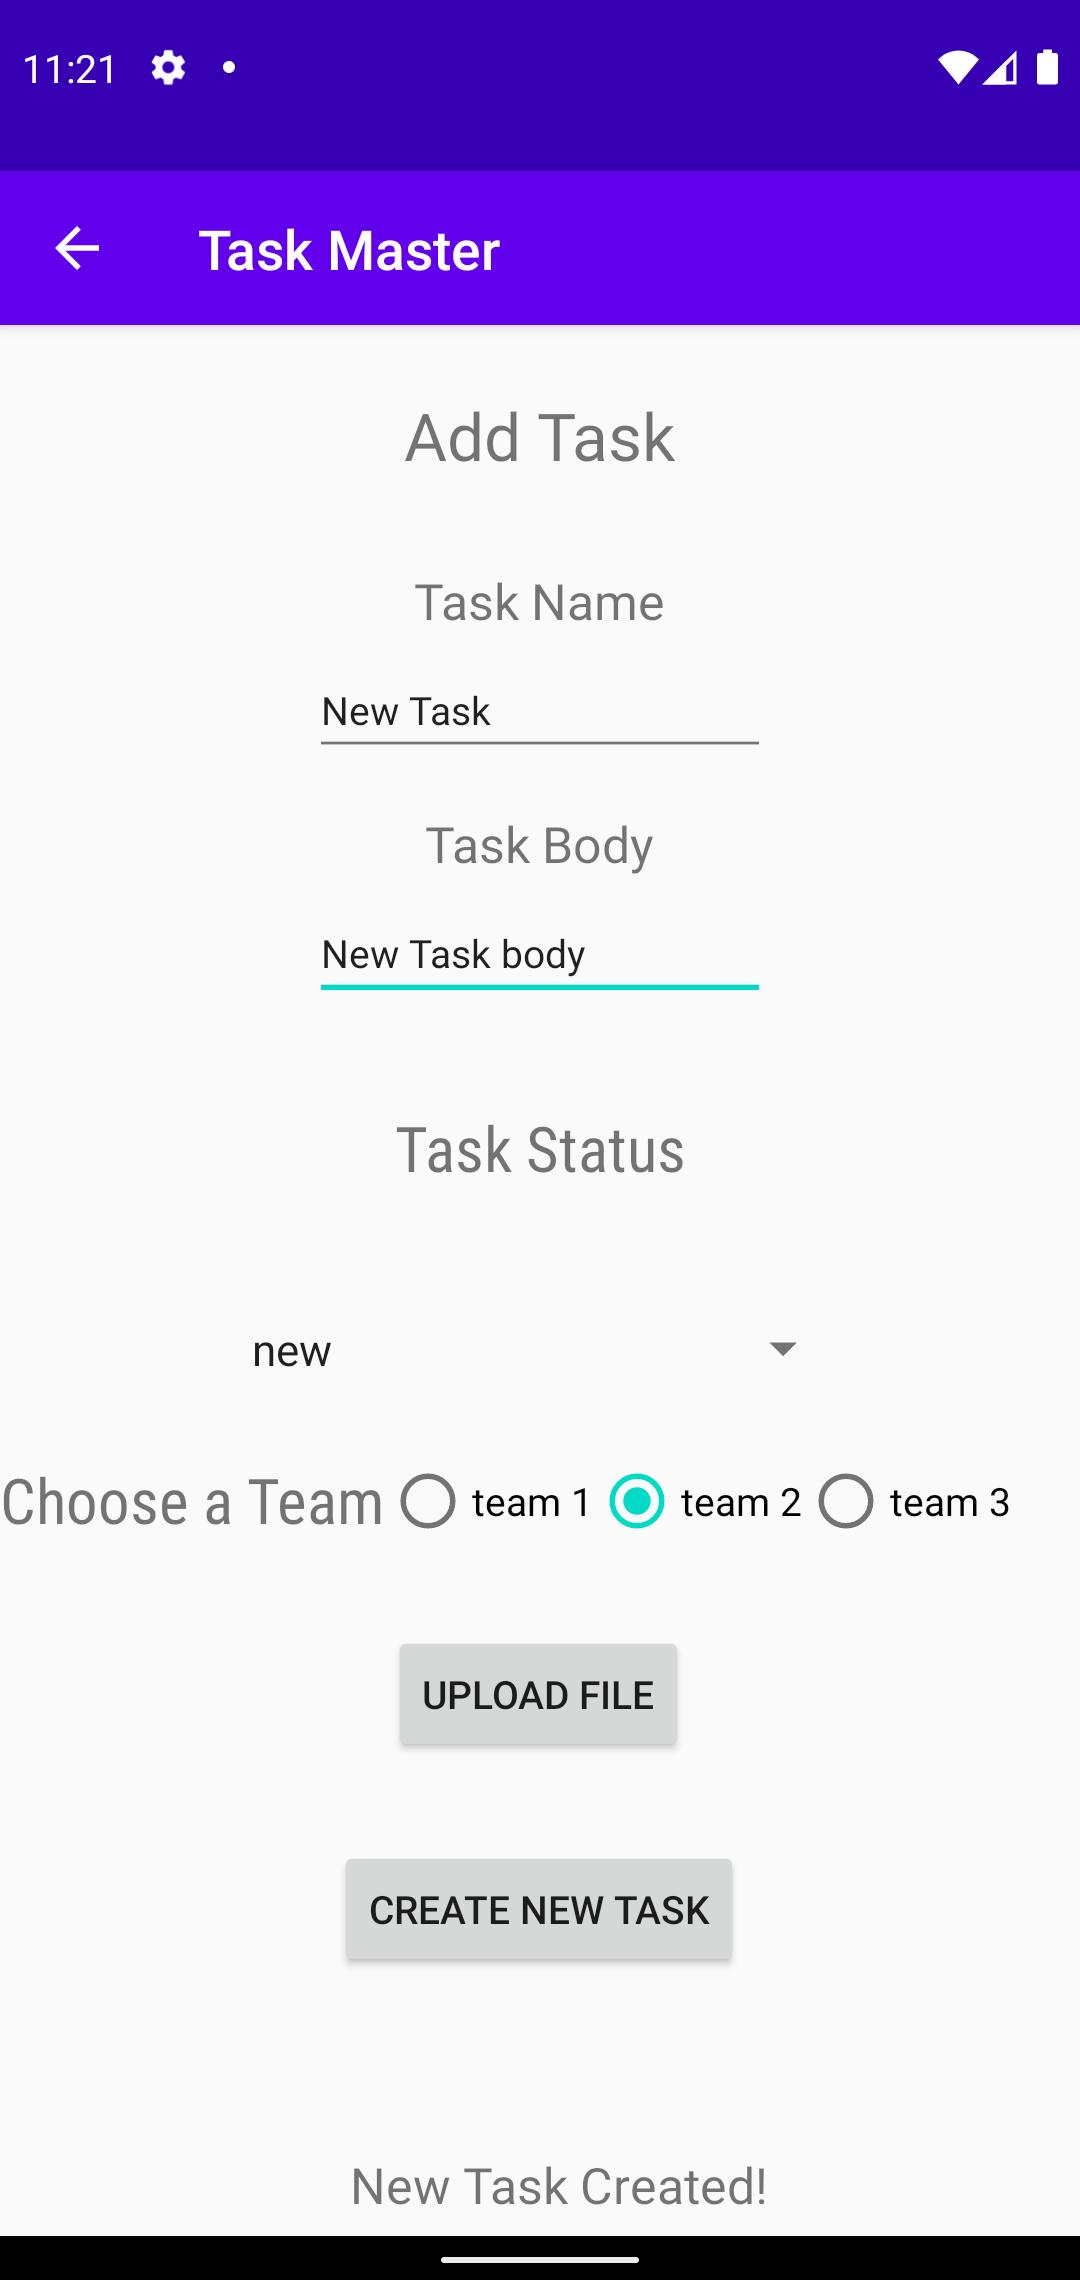 11:21
Task Master
Add Task
Task Name
New Task
Task Body
New Task body
Task Status
new
Choose a Team team 1 team 2 team 3
UPLOAD FILE
CREATE NEW TASK
New Task Created!